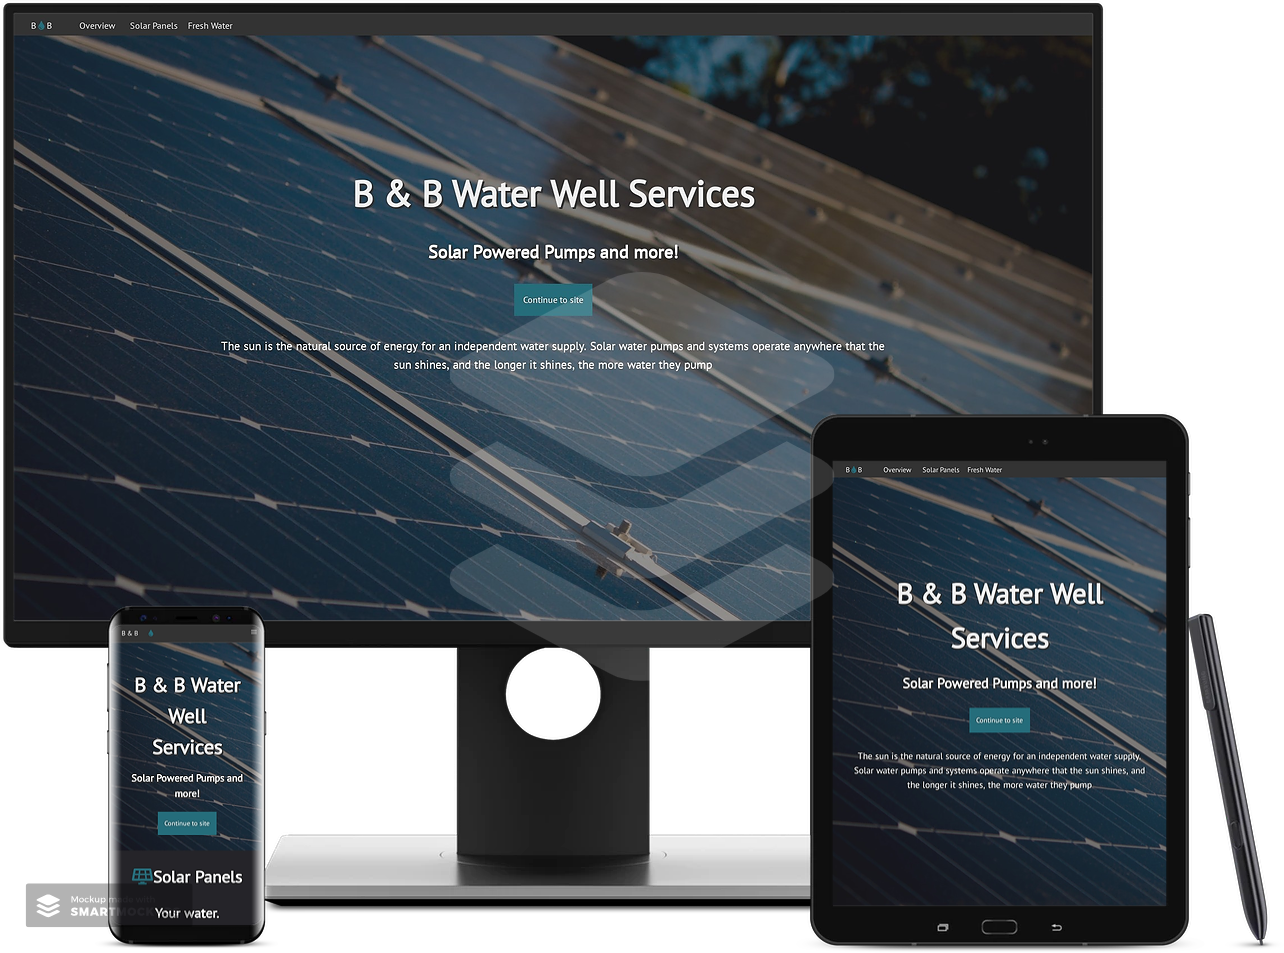 B B Overview Solar Panels Fresh Water
B & B Water Well Services
Solar Powered Pumps and more!
Continue to site
The sun is the natural source of energy for an independent water supply. Solar water pumps and systems operate anywhere that the
sun shines, and the longer it shines, the more water they pump
B B Overview Solar Panels Fresh Water
B & B Water Well
Services
Solar Powered Pumps and more!
Continue to site
The sun is the natural source of energy for an independent water supply.
Solar water pumps and systems operate anywhere that the sun shines, and
the longer it shines, the more water they pump
B & B
B & B Water
Well
Services
Solar Powered Pumps and
more!
Continue to site
Solar Panels
Your water.
Mockup made with
SMARTMOCK